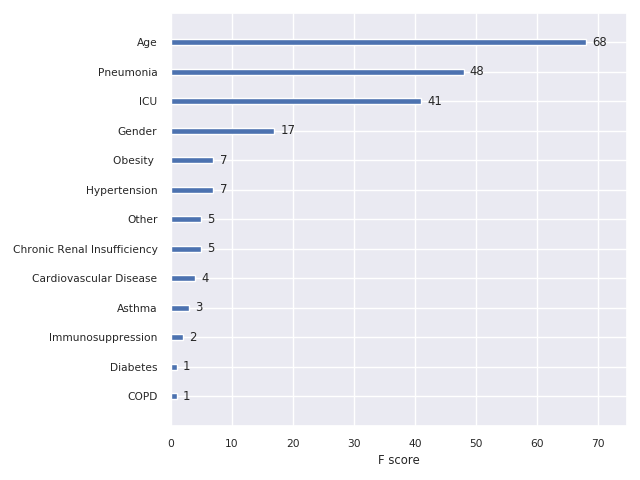 Age 68
Pneumonia 48
ICU 41
Gender 17
Obesity 7
Hypertension 7
Other 5
Chronic Renal Insufficiency 5
Cardiovascular Disease 4
Asthma 3
Immunosuppression 2
Diabetes 1
COPD 1
0 10 20 30 40 50 60 70
F score